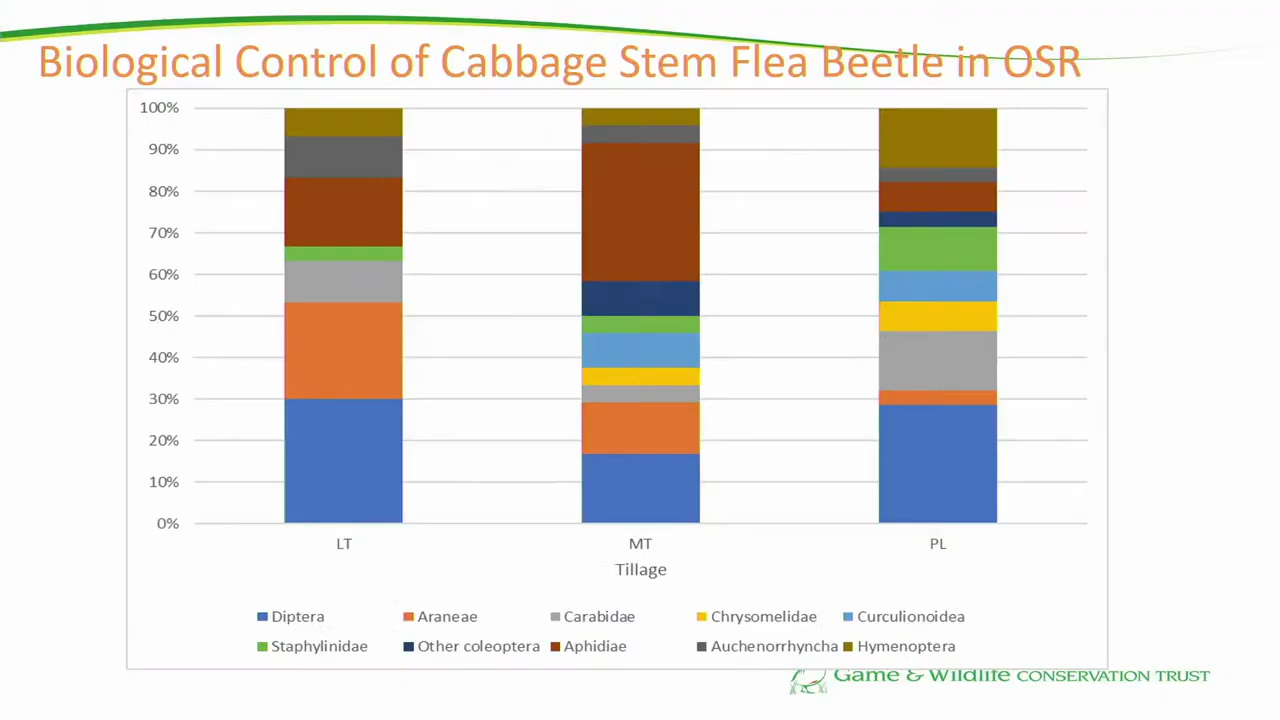 Biological Control of Cabbage Stem Flea Beetle in OSR
100%
90%
80%
70%
60%
50%
40%
30%
20%
10%
0%
LT MT PL
Tillage
Diptera Araneae Carabidae Chrysomelidae Curculionoidea
Staphylinidae Other coleoptera Aphidiae Auchenorrhyncha Hymenoptera
Game & Wildlife CONSERVATION TRUST